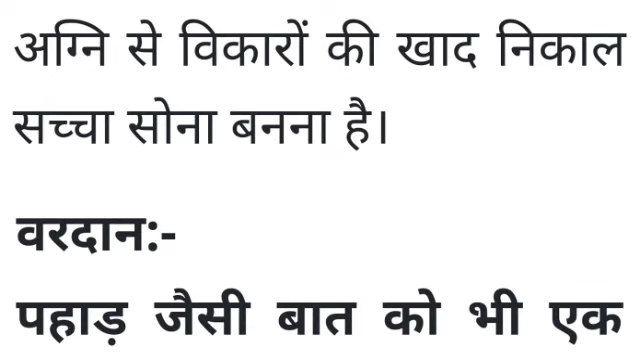 अग्नि से विकारों की खाद निकाल
सच्चा सोना बनना है।
वरदान:-
पहाड़ जैसी बात को भी एक